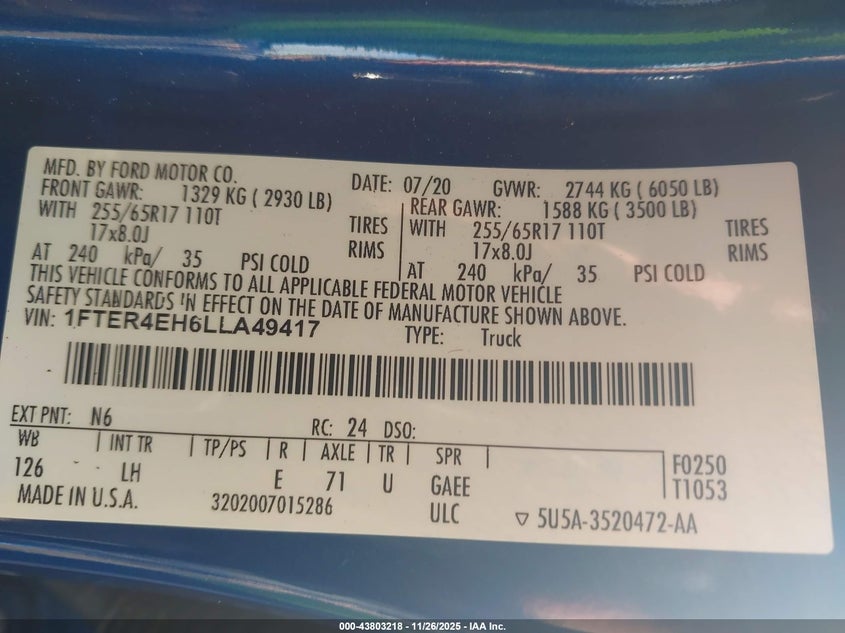 MFD. BY FORD MOTOR CO.
DATE: 07/20 GVWR: 2744 KG ( 6050 LB)
FRONT GAWR: 1329 KG ( 2930 LB)
WITH 255/65R17 110T TIRES
17x8.0J RIMS
AT 240 kPa/ 35 PSI COLD
REAR GAWR: 1588 KG ( 3500 LB)
WITH 255/65R17 110T TIRES
17x8.0J RIMS
AT 240 kPa/ 35 PSI COLD
THIS VEHICLE CONFORMS TO ALL APPLICABLE FEDERAL MOTOR VEHICLE
SAFETY STANDARDS IN EFFECT ON THE DATE OF MANUFACTURE SHOWN ABOVE.
VIN: 1FTER4EH6LLA49417
TYPE: Truck
EXT PNT: N6 RC: 24 DSO:
WB INT TR TP/PS R AXLE TR SPR
126 LH E 71 U GAEE
F0250
T1053
MADE IN U.S.A. 3202007015286 ULC
5U5A-3520472-AA
000-43803218 - 11/26/2025 - IAA Inc.